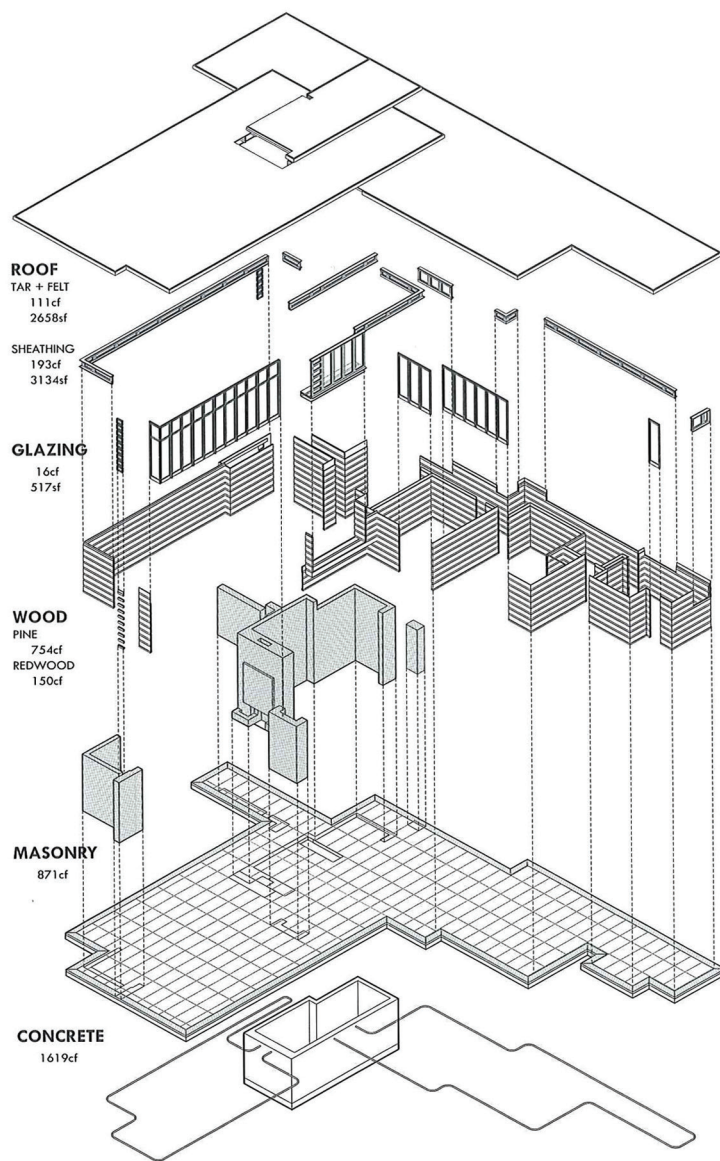 ROOF
TAR + FELT
111cf
2658sf
SHEATHING
193cf
3134sf
GLAZING
16cf
517sf
WOOD
PINE
754cf
REDWOOD
150cf
MASONRY
871cf
CONCRETE
1619cf